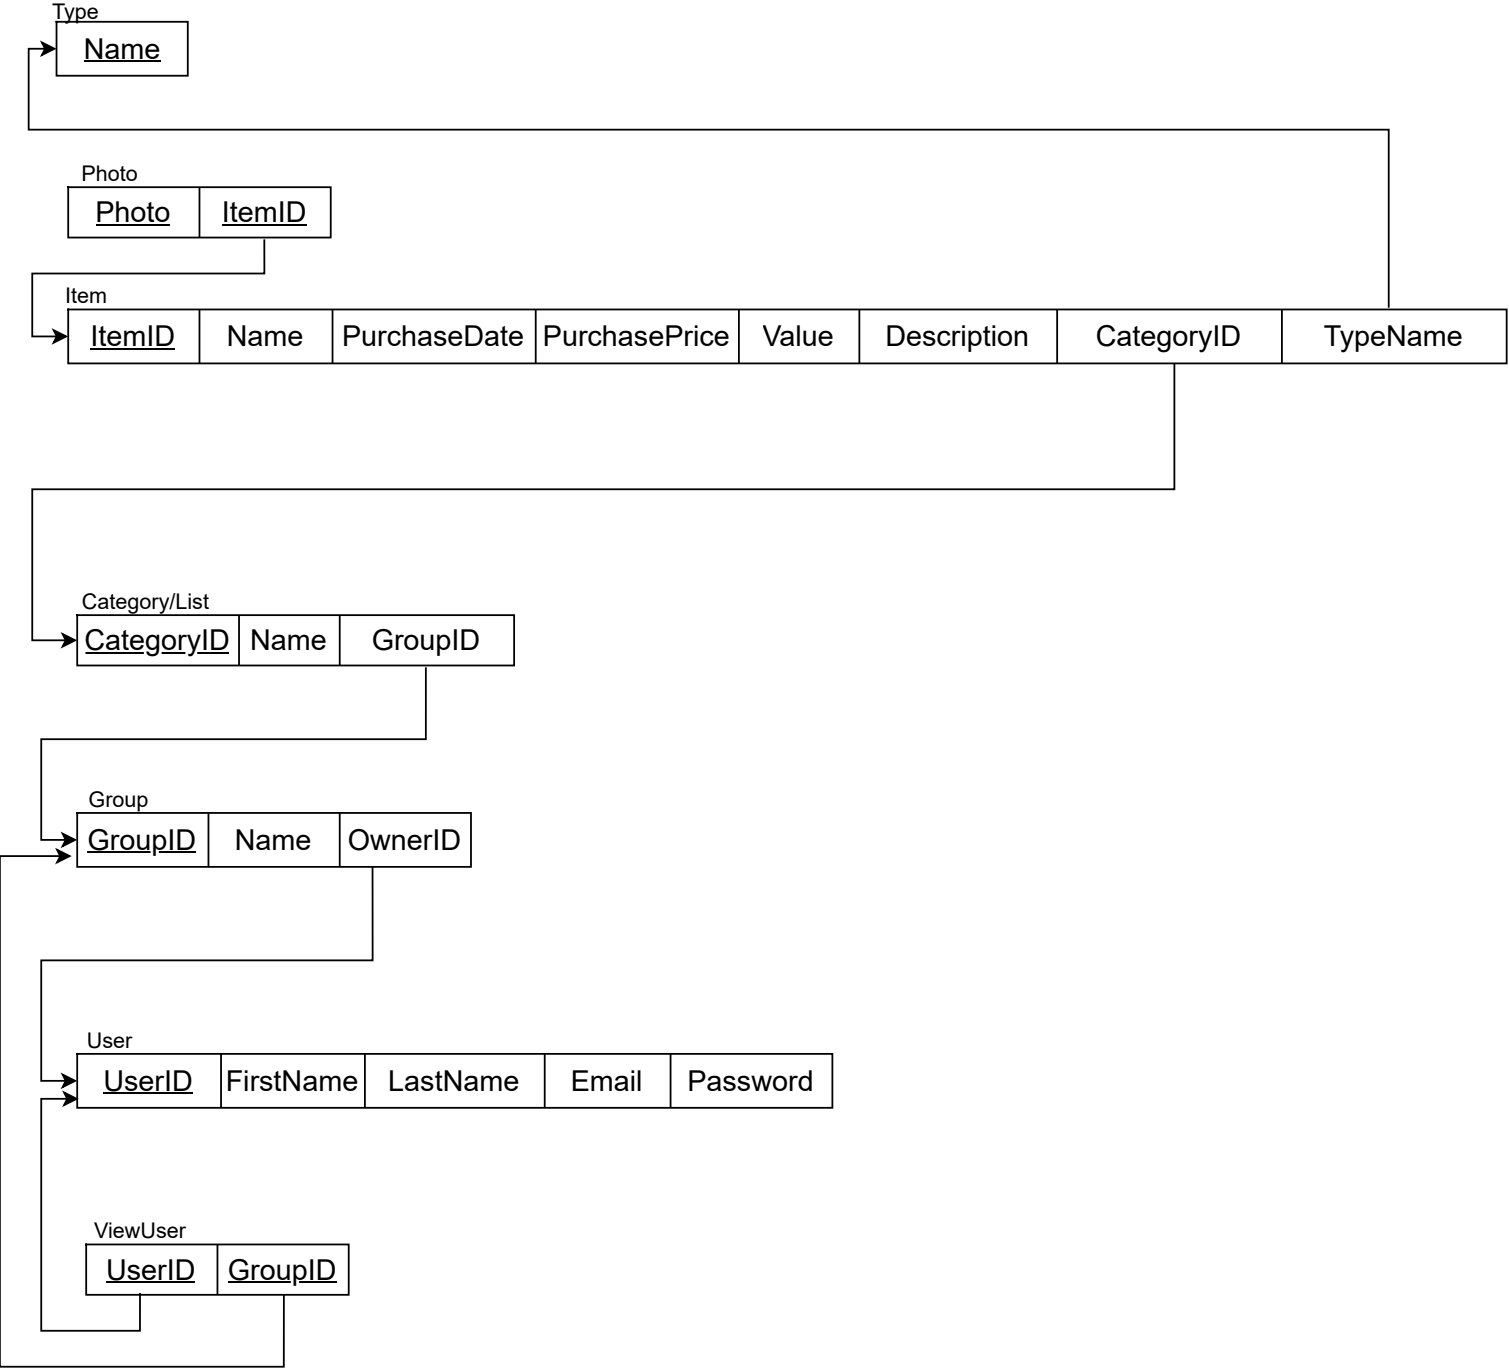 Type
Name
Photo
Photo ItemID
Item
ItemID Name PurchaseDate PurchasePrice Value Description CategoryID TypeName
Category/List
CategoryID Name GroupID
Group
GroupID Name OwnerID
User
UserID FirstName LastName Email Password
ViewUser
UserID GroupID